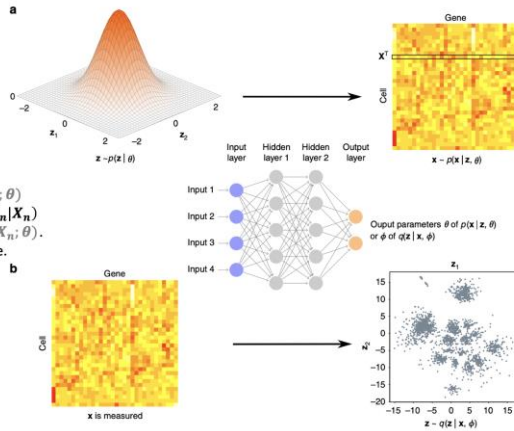 a
Gene
X^T
Cell
0
−2
0
2
2
0
−2
z₁
z₂
z ~p(z | θ)
x ~ p(x | z, θ)
Input layer
Hidden layer 1
Hidden layer 2
Output layer
Input 1
Input 2
Input 3
Input 4
Ouput parameters θ of p(x | z, θ)
or ϕ of q(z | x, ϕ)
; θ)
n|Xn)
Xn; θ).
e.
b
Gene
Cell
x is measured
z₁
z₂
15
10
5
0
−5
−10
−15
−20
−15
−10
−5
0
5
10
15
z ~ q(z | x, ϕ)